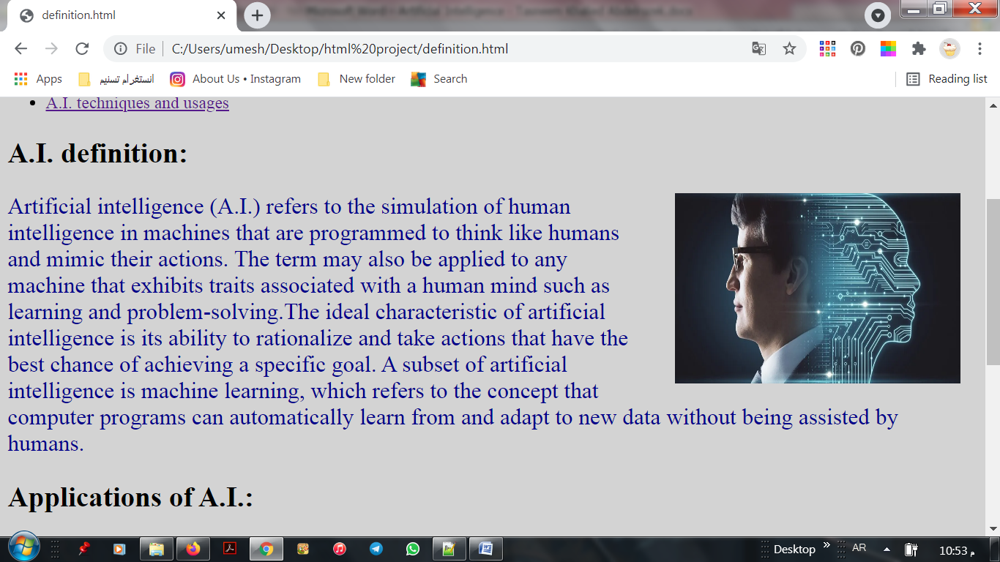 definition.html
File
C:/Users/umesh/Desktop/html%20project/definition.html
Apps
انستغرام تسنيم
About Us • Instagram
New folder
Search
Reading list
A.I. techniques and usages
A.I. definition:
Artificial intelligence (A.I.) refers to the simulation of human
intelligence in machines that are programmed to think like humans
and mimic their actions. The term may also be applied to any
machine that exhibits traits associated with a human mind such as
learning and problem-solving.The ideal characteristic of artificial
intelligence is its ability to rationalize and take actions that have the
best chance of achieving a specific goal. A subset of artificial
intelligence is machine learning, which refers to the concept that
computer programs can automatically learn from and adapt to new data without being assisted by
humans.
Applications of A.I.:
Desktop
AR
10:53 م